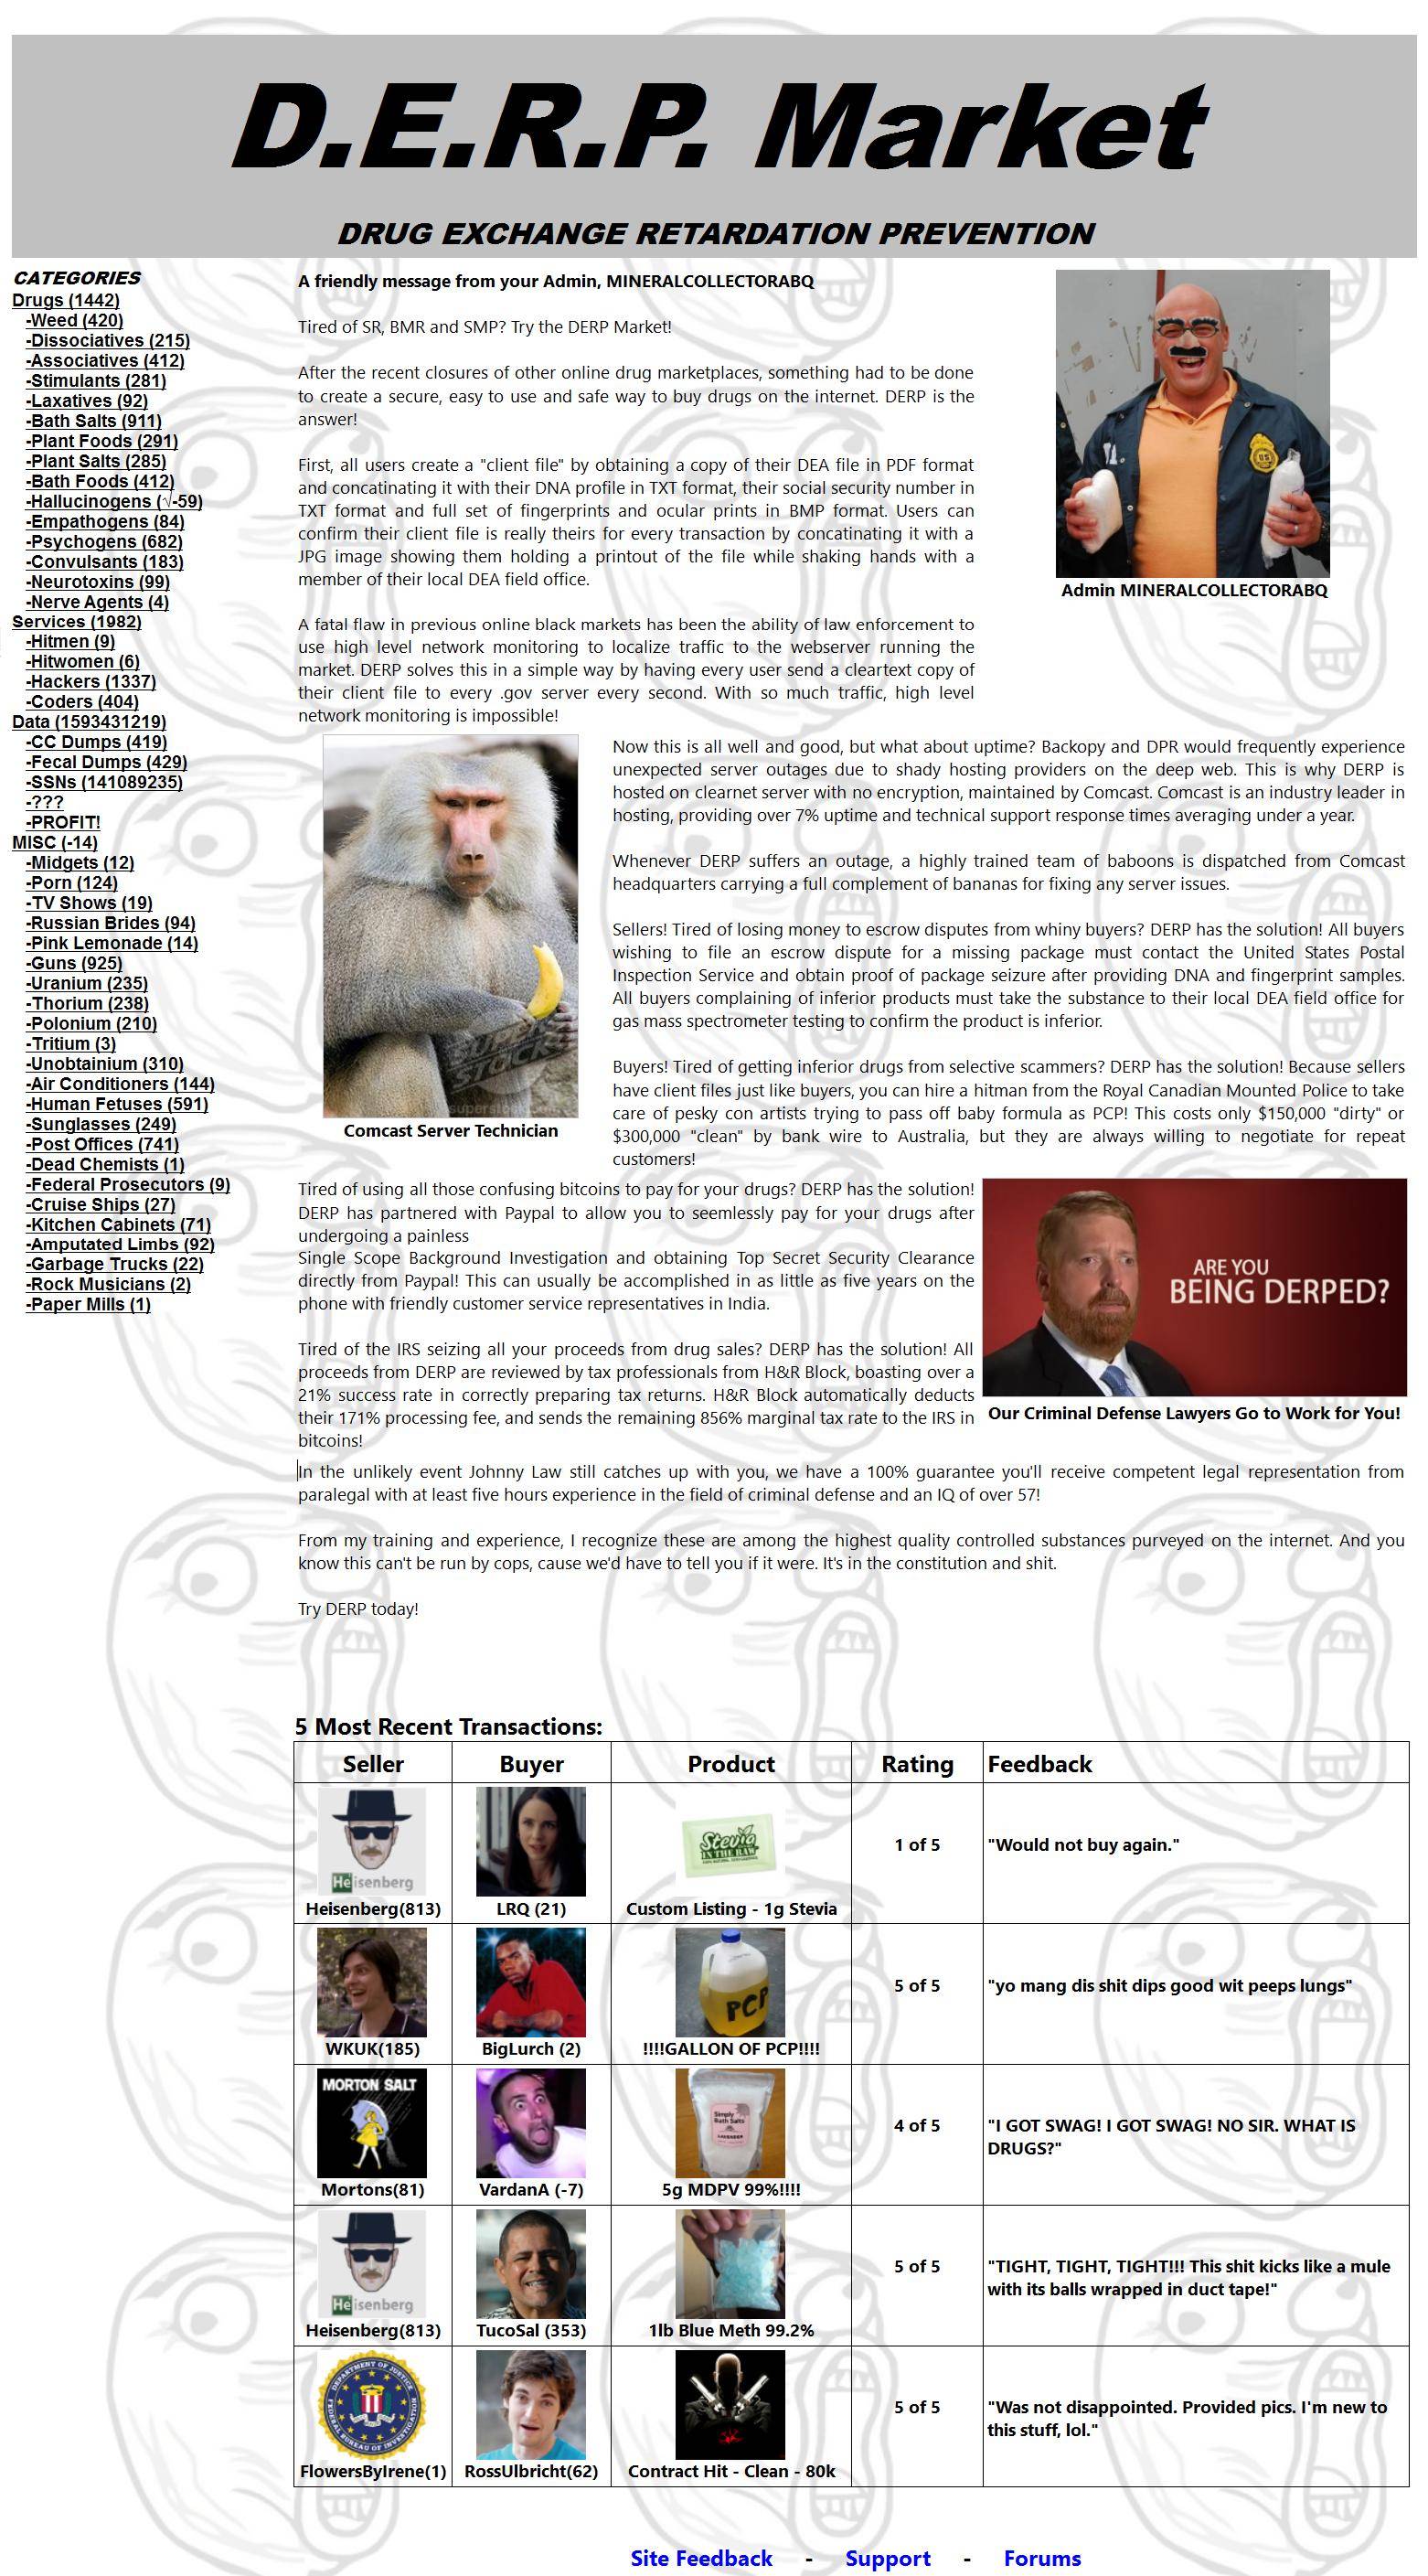 D.E.R.P. Market
DRUG EXCHANGE RETARDATION PREVENTION
CATEGORIES
Drugs (1442)
-Weed (420)
-Dissociatives (215)
-Associatives (412)
-Stimulants (281)
-Laxatives (92)
-Bath Salts (911)
-Plant Foods (291)
-Plant Salts (285)
-Bath Foods (412)
-Hallucinogens (√-59)
-Empathogens (84)
-Psychogens (682)
-Convulsants (183)
-Neurotoxins (99)
-Nerve Agents (4)
Services (1982)
-Hitmen (9)
-Hitwomen (6)
-Hackers (1337)
-Coders (404)
Data (1593431219)
-CC Dumps (419)
-Fecal Dumps (429)
-SSNs (141089235)
-???
-PROFIT!
MISC (-14)
-Midgets (12)
-Porn (124)
-TV Shows (19)
-Russian Brides (94)
-Pink Lemonade (14)
-Guns (925)
-Uranium (235)
-Thorium (238)
-Polonium (210)
-Tritium (3)
-Unobtainium (310)
-Air Conditioners (144)
-Human Fetuses (591)
-Sunglasses (249)
-Post Offices (741)
-Dead Chemists (1)
-Federal Prosecutors (9)
-Cruise Ships (27)
-Kitchen Cabinets (71)
-Amputated Limbs (92)
-Garbage Trucks (22)
-Rock Musicians (2)
-Paper Mills (1)
A friendly message from your Admin, MINERALCOLLECTORABQ
Tired of SR, BMR and SMP? Try the DERP Market!
After the recent closures of other online drug marketplaces, something had to be done
to create a secure, easy to use and safe way to buy drugs on the internet. DERP is the
answer!
First, all users create a "client file" by obtaining a copy of their DEA file in PDF format
and concatinating it with their DNA profile in TXT format, their social security number in
TXT format and full set of fingerprints and ocular prints in BMP format. Users can
confirm their client file is really theirs for every transaction by concatinating it with a
JPG image showing them holding a printout of the file while shaking hands with a
member of their local DEA field office.
A fatal flaw in previous online black markets has been the ability of law enforcement to
use high level network monitoring to localize traffic to the webserver running the
market. DERP solves this in a simple way by having every user send a cleartext copy of
their client file to every .gov server every second. With so much traffic, high level
network monitoring is impossible!
US
Admin MINERALCOLLECTORABQ
SUPER
STOCK
superstock
Comcast Server Technician
Now this is all well and good, but what about uptime? Backopy and DPR would frequently experience
unexpected server outages due to shady hosting providers on the deep web. This is why DERP is
hosted on clearnet server with no encryption, maintained by Comcast. Comcast is an industry leader in
hosting, providing over 7% uptime and technical support response times averaging under a year.
Whenever DERP suffers an outage, a highly trained team of baboons is dispatched from Comcast
headquarters carrying a full complement of bananas for fixing any server issues.
Sellers! Tired of losing money to escrow disputes from whiny buyers? DERP has the solution! All buyers
wishing to file an escrow dispute for a missing package must contact the United States Postal
Inspection Service and obtain proof of package seizure after providing DNA and fingerprint samples.
All buyers complaining of inferior products must take the substance to their local DEA field office for
gas mass spectrometer testing to confirm the product is inferior.
Buyers! Tired of getting inferior drugs from selective scammers? DERP has the solution! Because sellers
have client files just like buyers, you can hire a hitman from the Royal Canadian Mounted Police to take
care of pesky con artists trying to pass off baby formula as PCP! This costs only $150,000 "dirty" or
$300,000 "clean" by bank wire to Australia, but they are always willing to negotiate for repeat
customers!
Tired of using all those confusing bitcoins to pay for your drugs? DERP has the solution!
DERP has partnered with Paypal to allow you to seemlessly pay for your drugs after
undergoing a painless
Single Scope Background Investigation and obtaining Top Secret Security Clearance
directly from Paypal! This can usually be accomplished in as little as five years on the
phone with friendly customer service representatives in India.
Tired of the IRS seizing all your proceeds from drug sales? DERP has the solution! All
proceeds from DERP are reviewed by tax professionals from H&R Block, boasting over a
21% success rate in correctly preparing tax returns. H&R Block automatically deducts
their 171% processing fee, and sends the remaining 856% marginal tax rate to the IRS in
bitcoins!
ARE YOU
BEING DERPED?
Our Criminal Defense Lawyers Go to Work for You!
In the unlikely event Johnny Law still catches up with you, we have a 100% guarantee you'll receive competent legal representation from
paralegal with at least five hours experience in the field of criminal defense and an IQ of over 57!
From my training and experience, I recognize these are among the highest quality controlled substances purveyed on the internet. And you
know this can't be run by cops, cause we'd have to tell you if it were. It's in the constitution and shit.
Try DERP today!
5 Most Recent Transactions:
Seller Buyer Product Rating Feedback
Heisenberg
Stevia
IN THE RAW
1 of 5 "Would not buy again."
Heisenberg(813) LRQ (21) Custom Listing - 1g Stevia
PCP
5 of 5 "yo mang dis shit dips good wit peeps lungs"
WKUK(185) BigLurch (2) !!!!GALLON OF PCP!!!!
MORTON SALT
Simply
Bath Salts
LAVENDER
4 of 5 "I GOT SWAG! I GOT SWAG! NO SIR. WHAT IS
DRUGS?"
Mortons(81) VardanA (-7) 5g MDPV 99%!!!!
Heisenberg
5 of 5 "TIGHT, TIGHT, TIGHT!!! This shit kicks like a mule
with its balls wrapped in duct tape!"
Heisenberg(813) TucoSal (353) 1lb Blue Meth 99.2%
DEPARTMENT OF JUSTICE
FEDERAL BUREAU OF INVESTIGATION
5 of 5 "Was not disappointed. Provided pics. I'm new to
this stuff, lol."
FlowersByIrene(1) RossUlbricht(62) Contract Hit - Clean - 80k
Site Feedback - Support - Forums